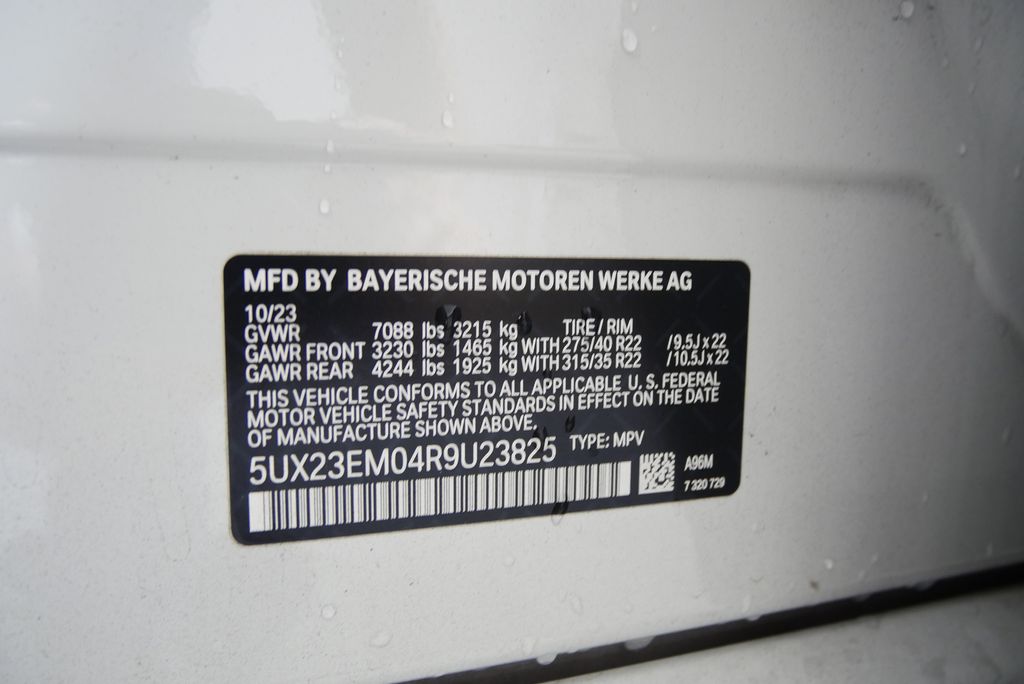 MFD BY BAYERISCHE MOTOREN WERKE AG
10/23
GVWR 7088 lbs 3215 kg TIRE / RIM
GAWR FRONT 3230 lbs 1465 kg WITH 275/40 R22 /9.5J x 22
GAWR REAR 4244 lbs 1925 kg WITH 315/35 R22 /10.5J x 22
THIS VEHICLE CONFORMS TO ALL APPLICABLE U. S. FEDERAL
MOTOR VEHICLE SAFETY STANDARDS IN EFFECT ON THE DATE
OF MANUFACTURE SHOWN ABOVE.
5UX23EM04R9U23825 TYPE: MPV
A96M
7 320 729